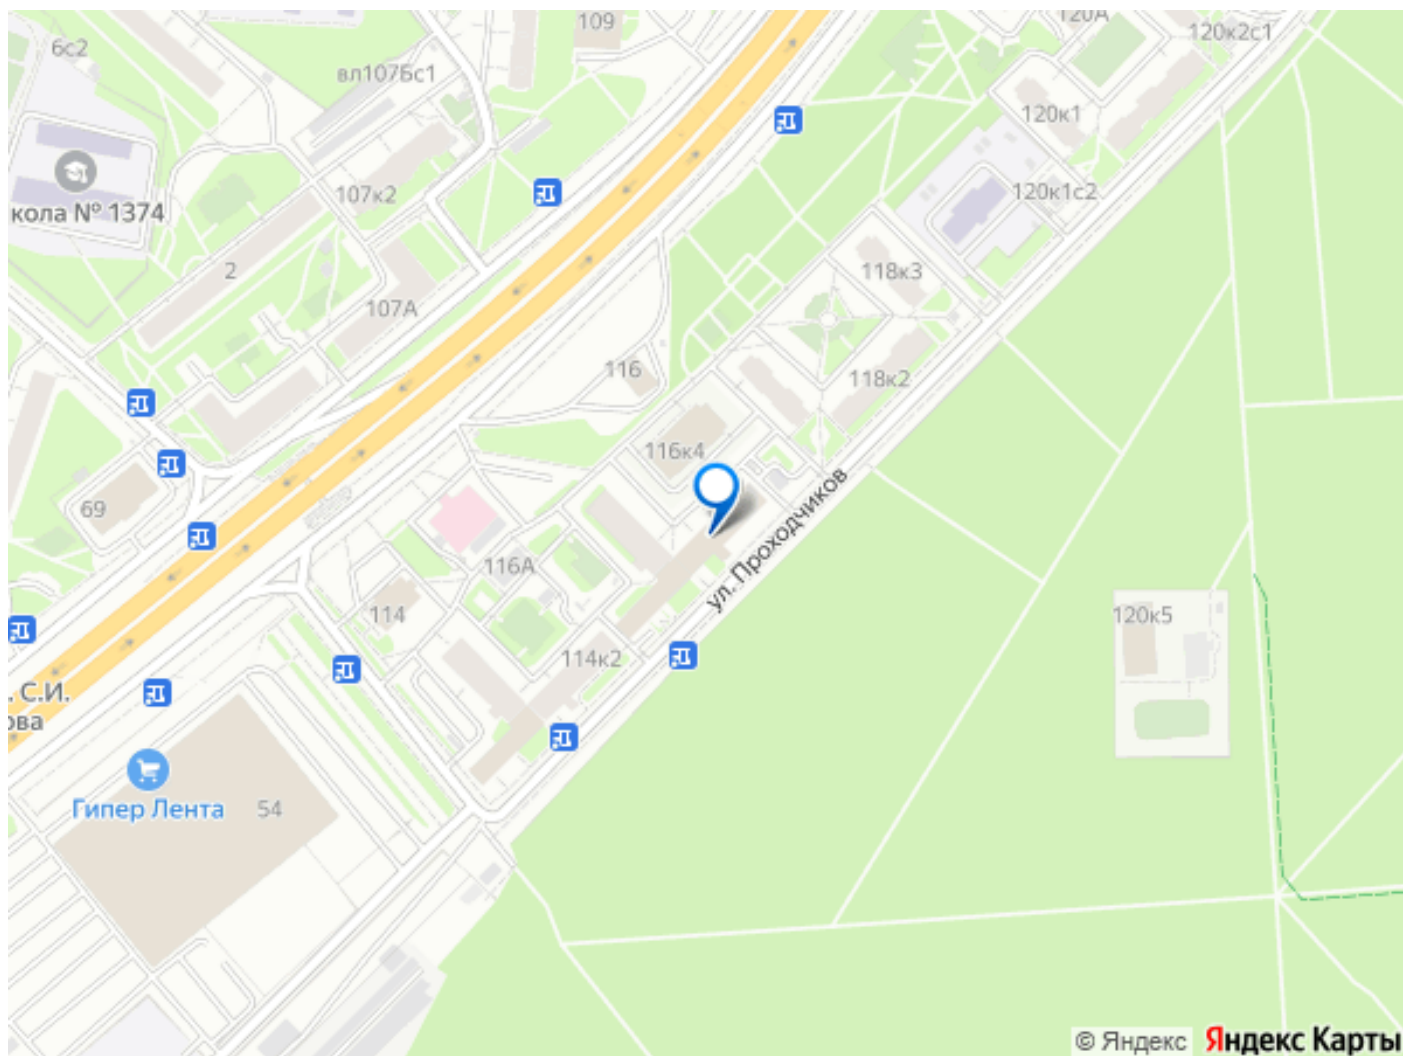 109
120А
120к2с1
6с2
вл107Бс1
120к1
кола № 1374
107к2
120к1с2
2
118к3
107А
116
118к2
116к4
69
ул. Проходчиков
116А
114
120к5
114к2
. С.И.
ова
Гипер Лента
54
© Яндекс Яндекс Карты